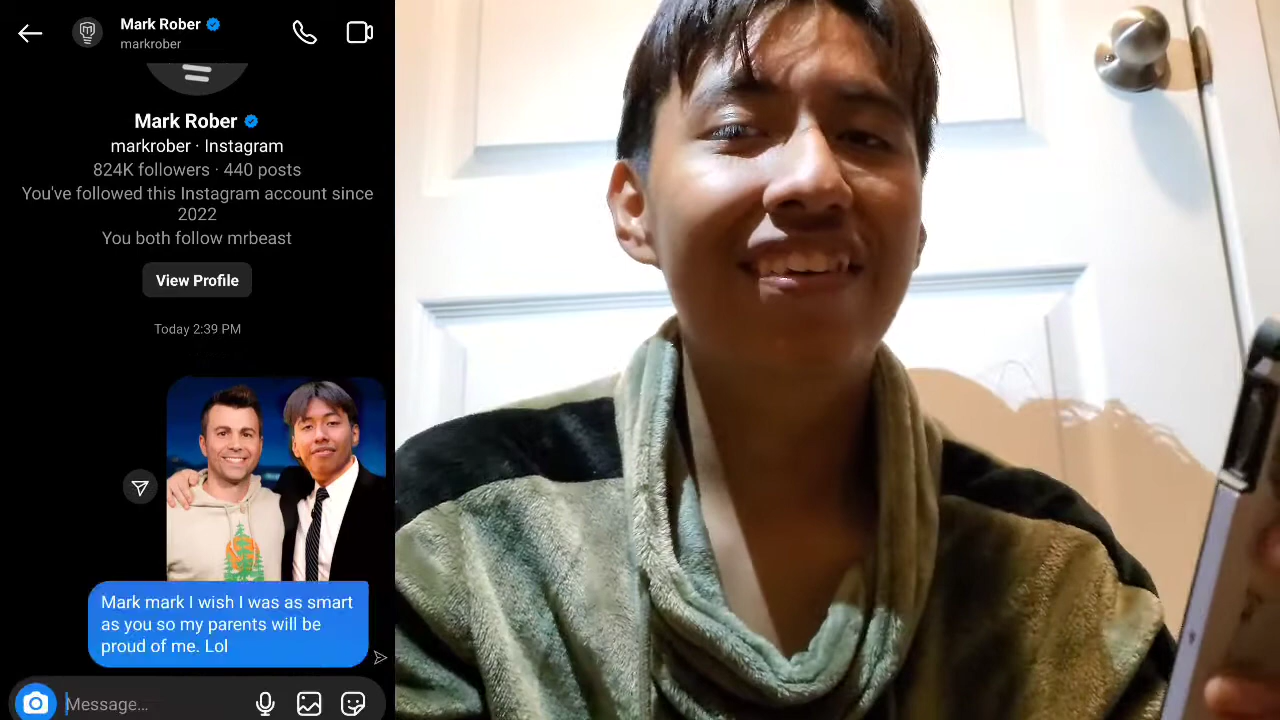 Mark Rober
markrober
Mark Rober
markrober · Instagram
824K followers · 440 posts
You've followed this Instagram account since
2022
You both follow mrbeast
View Profile
Today 2:39 PM
Mark mark I wish I was as smart
as you so my parents will be
proud of me. Lol
Message...